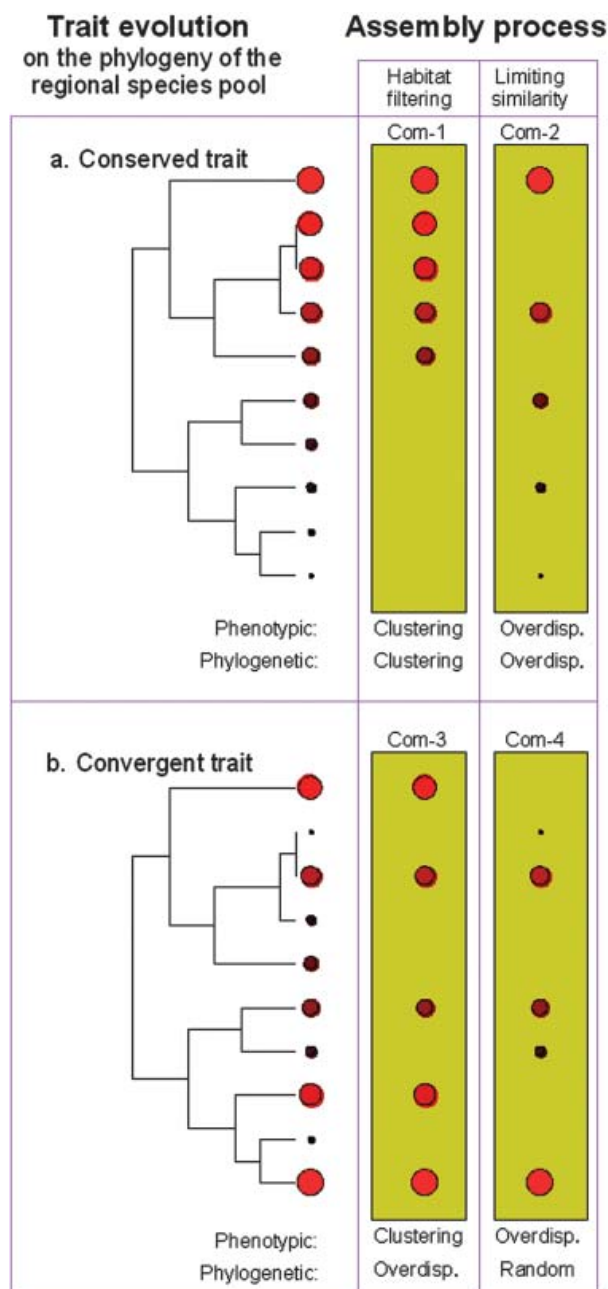 Trait evolution
on the phylogeny of the
regional species pool
Assembly process
Habitat
filtering
Limiting
similarity
a. Conserved trait
Com-1
Com-2
Phenotypic:
Clustering
Overdisp.
Phylogenetic:
Clustering
Overdisp.
b. Convergent trait
Com-3
Com-4
Phenotypic:
Clustering
Overdisp.
Phylogenetic:
Overdisp.
Random